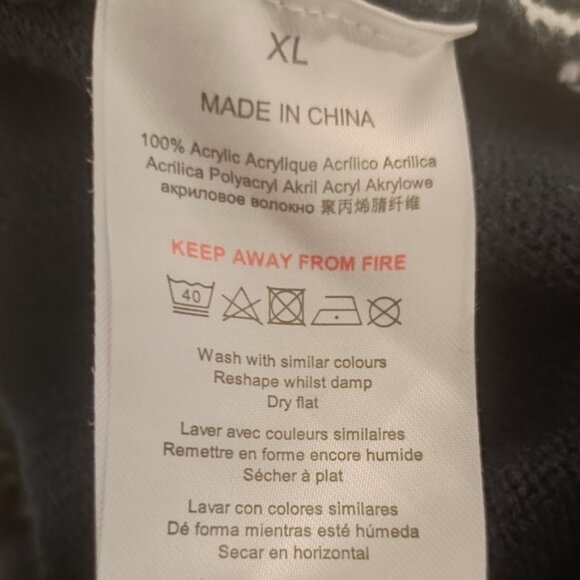 XL
MADE IN CHINA
100% Acrylic Acrylique Acrílico Acrilica
Acrilica Polyacryl Akril Acryl Akrylowe
акриловое волокно 聚丙烯腈纤维
KEEP AWAY FROM FIRE
40
Wash with similar colours
Reshape whilst damp
Dry flat
Laver avec couleurs similaires
Remettre en forme encore humide
Sécher à plat
Lavar con colores similares
Dé forma mientras esté húmeda
Secar en horizontal